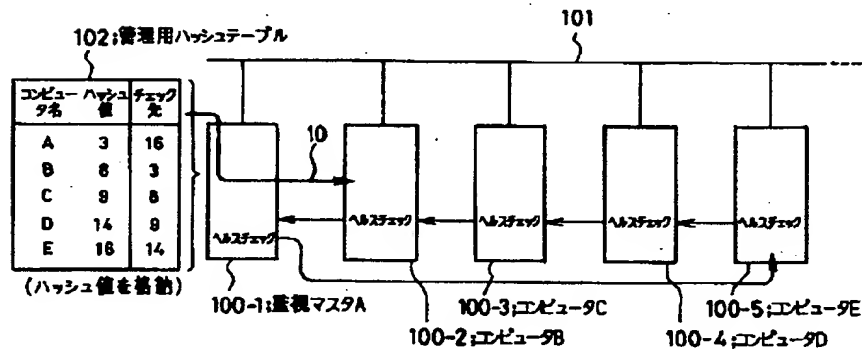 102;管理用ハッシュテーブル
101
コンピュータ名 ハッシュ値 チェック先
A 3 16
B 8 3
C 9 8
D 14 9
E 16 14
(ハッシュ値を格納)
10
ヘルスチェック
ヘルスチェック
ヘルスチェック
ヘルスチェック
ヘルスチェック
100-1;監視マスタA
100-2;コンピュータB
100-3;コンピュータC
100-4;コンピュータD
100-5;コンピュータE